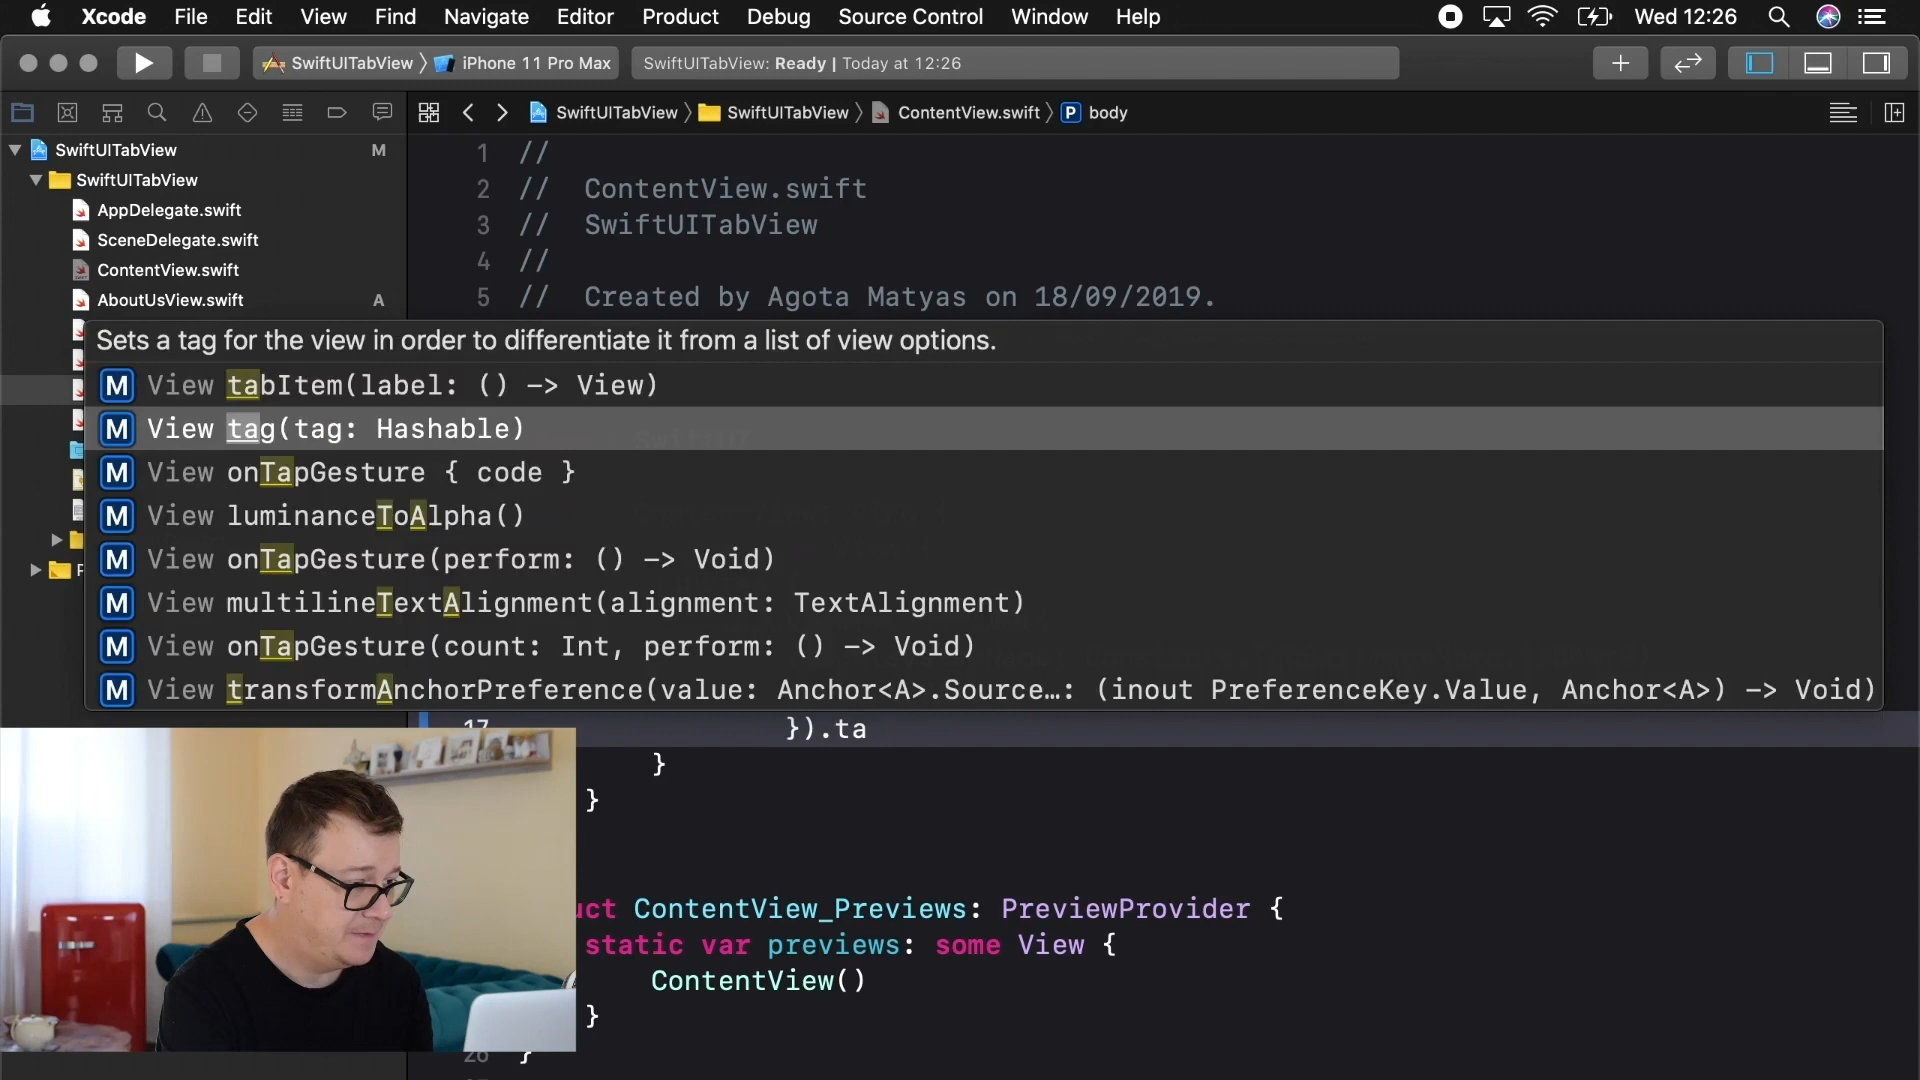 Xcode File Edit View Find Navigate Editor Product Debug Source Control Window Help Wed 12:26
SwiftUITabView iPhone 11 Pro Max SwiftUITabView: Ready | Today at 12:26
SwiftUITabView SwiftUITabView ContentView.swift P body
SwiftUITabView M
SwiftUITabView
AppDelegate.swift
SceneDelegate.swift
ContentView.swift
AboutUsView.swift A
1 //
2 // ContentView.swift
3 // SwiftUITabView
4 //
5 // Created by Agota Matyas on 18/09/2019.
Sets a tag for the view in order to differentiate it from a list of view options.
M View tabItem(label: () -> View)
M View tag(tag: Hashable)
M View onTapGesture { code }
M View luminanceToAlpha()
M View onTapGesture(perform: () -> Void)
M View multilineTextAlignment(alignment: TextAlignment)
M View onTapGesture(count: Int, perform: () -> Void)
M View transformAnchorPreference(value: Anchor<A>.Source…: (inout PreferenceKey.Value, Anchor<A>) -> Void)
17 }).ta
}
}
uct ContentView_Previews: PreviewProvider {
static var previews: some View {
ContentView()
}
26 }